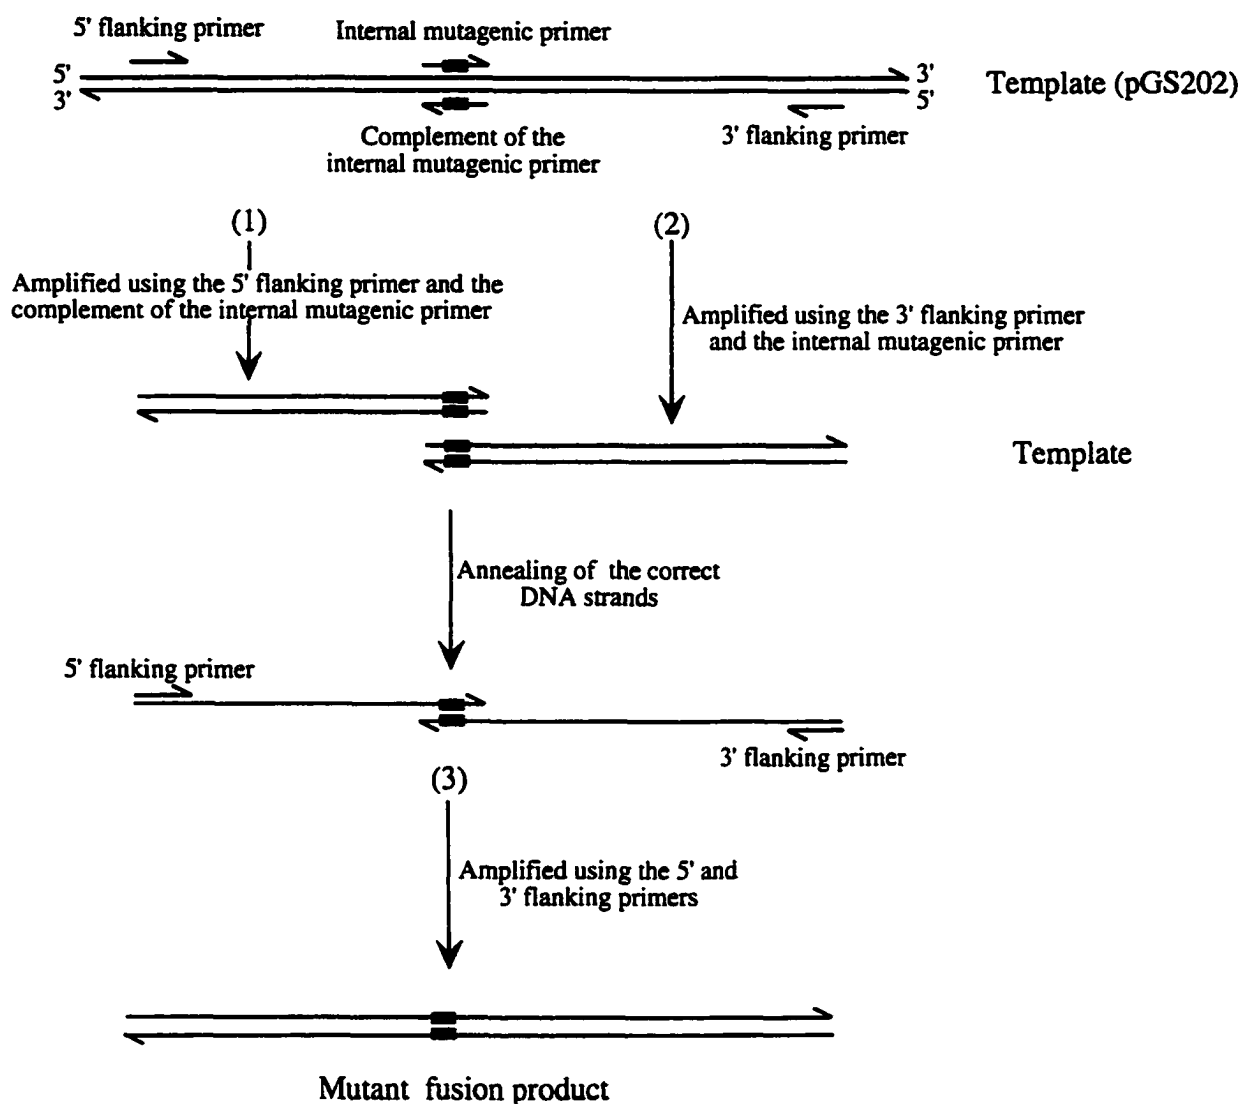 5' flanking primer
Internal mutagenic primer
5'
3'
3'
5'
Template (pGS202)
Complement of the
internal mutagenic primer
3' flanking primer
(1)
(2)
Amplified using the 5' flanking primer and the
complement of the internal mutagenic primer
Amplified using the 3' flanking primer
and the internal mutagenic primer
Template
Annealing of the correct
DNA strands
5' flanking primer
3' flanking primer
(3)
Amplified using the 5' and
3' flanking primers
Mutant fusion product